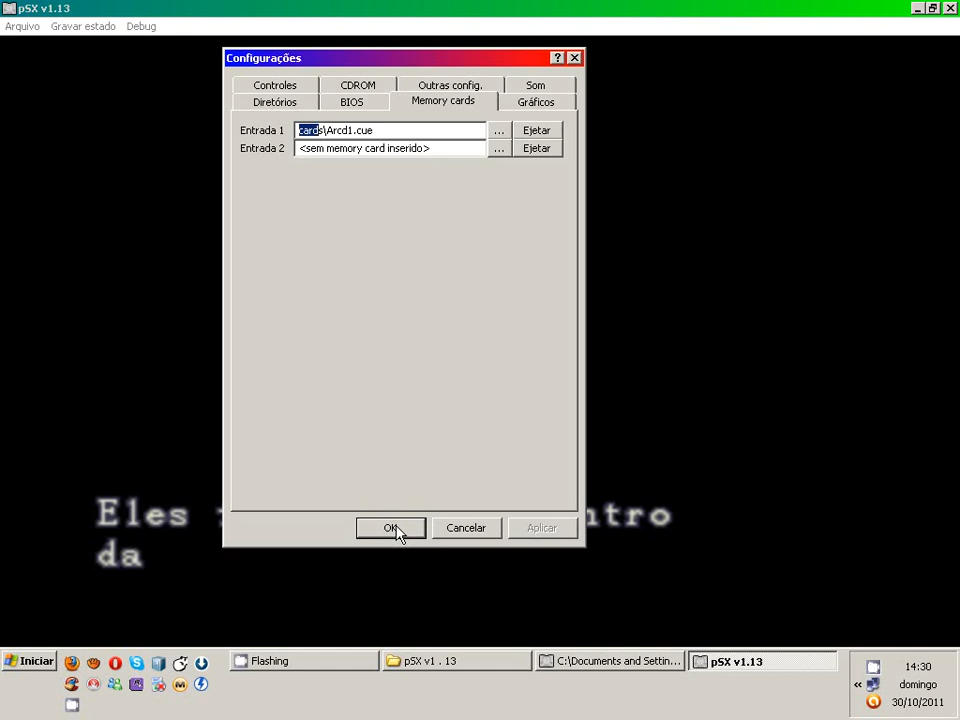 pSX v1.13
Arquivo Gravar estado Debug
Configurações
Controles CDROM Outras config. Som
Diretórios BIOS Memory cards Gráficos
Entrada 1 cards\Arcd1.cue ... Ejetar
Entrada 2 <sem memory card inserido> ... Ejetar
Eles ntro
da
OK Cancelar Aplicar
Iniciar Flashing pSX v1 . 13 C:\Documents and Settin... pSX v1.13
14:30
domingo
30/10/2011